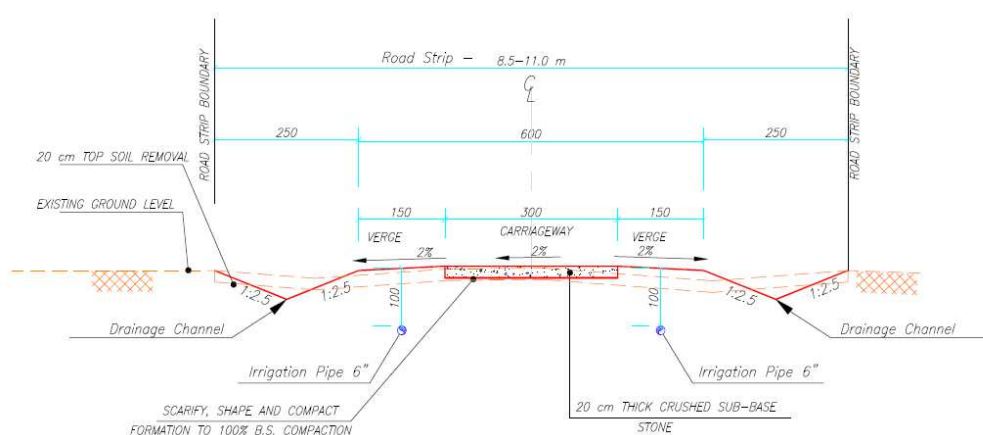 Road Strip - 8.5-11.0 m
CL
ROAD STRIP BOUNDARY
ROAD STRIP BOUNDARY
250
600
250
20 cm TOP SOIL REMOVAL
EXISTING GROUND LEVEL
150
300
150
VERGE
CARRIAGEWAY
VERGE
2%
2%
2%
1:2.5
1:2.5
100
100
1:2.5
1:2.5
Drainage Channel
Drainage Channel
Irrigation Pipe 6"
Irrigation Pipe 6"
SCARIFY, SHAPE AND COMPACT
FORMATION TO 100% B.S. COMPACTION
20 cm THICK CRUSHED SUB-BASE
STONE